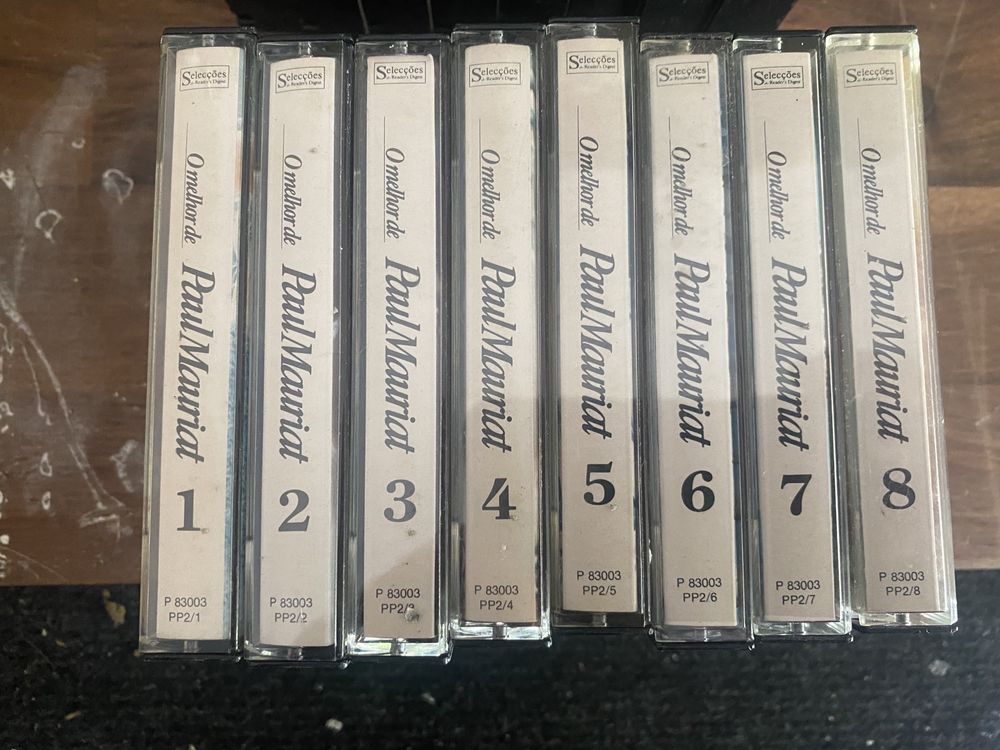 Selecções
do Reader's Digest
O melhor de
Paul Mauriat
1
P 83003
PP2/1
Selecções
do Reader's Digest
O melhor de
Paul Mauriat
2
P 83003
PP2/2
Selecções
do Reader's Digest
O melhor de
Paul Mauriat
3
P 83003
PP2/3
Selecções
do Reader's Digest
O melhor de
Paul Mauriat
4
P 83003
PP2/4
Selecções
do Reader's Digest
O melhor de
Paul Mauriat
5
P 83003
PP2/5
Selecções
do Reader's Digest
O melhor de
Paul Mauriat
6
P 83003
PP2/6
Selecções
do Reader's Digest
O melhor de
Paul Mauriat
7
P 83003
PP2/7
Selecções
do Reader's Digest
O melhor de
Paul Mauriat
8
P 83003
PP2/8